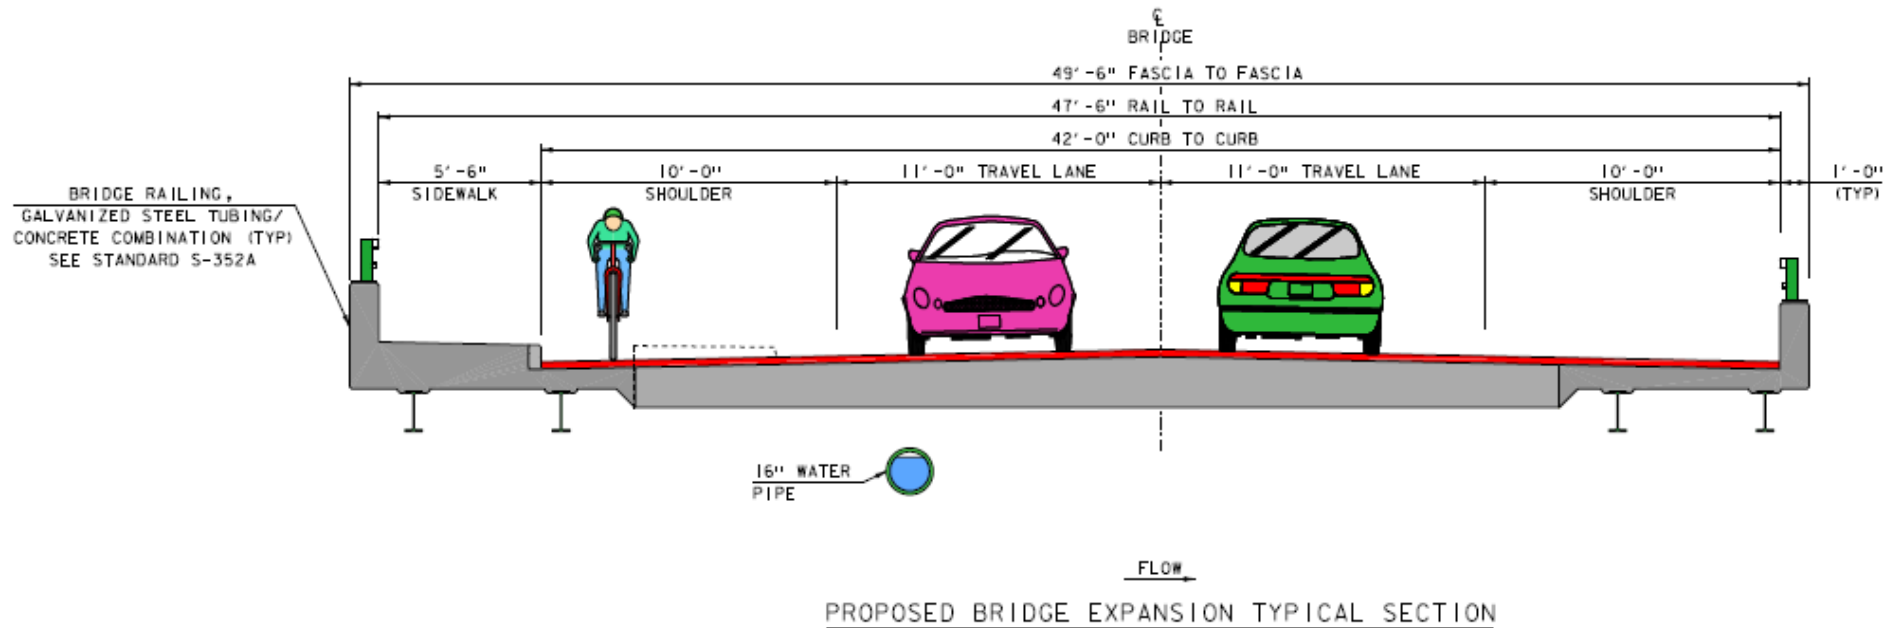 ℄
BRIDGE
49'-6" FASCIA TO FASCIA
47'-6" RAIL TO RAIL
42'-0" CURB TO CURB
5'-6"
SIDEWALK
10'-0"
SHOULDER
11'-0" TRAVEL LANE
11'-0" TRAVEL LANE
10'-0"
SHOULDER
1'-0"
(TYP)
BRIDGE RAILING,
GALVANIZED STEEL TUBING/
CONCRETE COMBINATION (TYP)
SEE STANDARD S-352A
16" WATER
PIPE
FLOW
PROPOSED BRIDGE EXPANSION TYPICAL SECTION